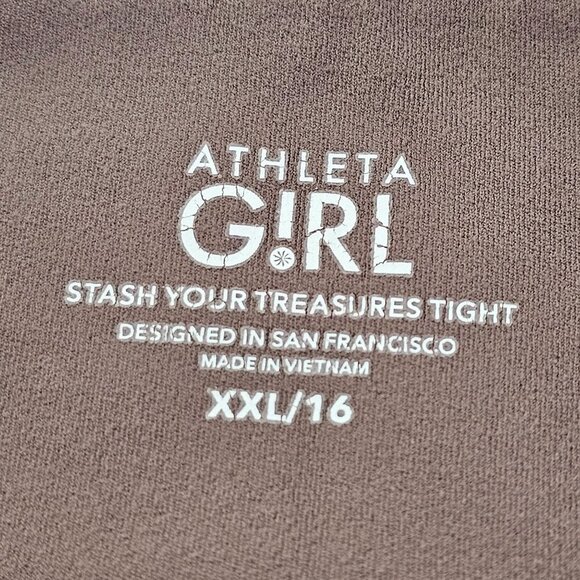 ATHLETA
G!RL
STASH YOUR TREASURES TIGHT
DESIGNED IN SAN FRANCISCO
MADE IN VIETNAM
XXL/16